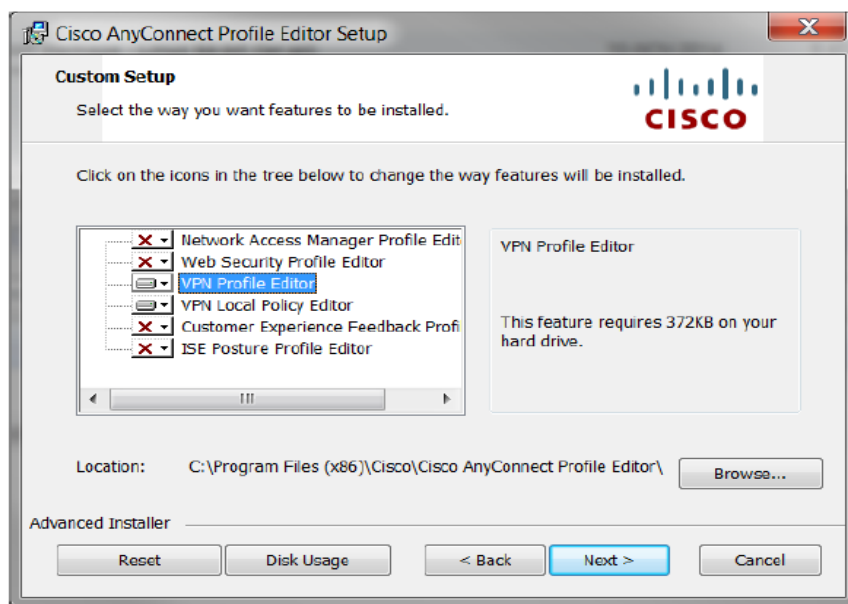 Cisco AnyConnect Profile Editor Setup
Custom Setup
Select the way you want features to be installed.
CISCO
Click on the icons in the tree below to change the way features will be installed.
Network Access Manager Profile Edit
Web Security Profile Editor
VPN Profile Editor
VPN Local Policy Editor
Customer Experience Feedback Profi
ISE Posture Profile Editor
VPN Profile Editor
This feature requires 372KB on your
hard drive.
Location: C:\Program Files (x86)\Cisco\Cisco AnyConnect Profile Editor\
Browse...
Advanced Installer
Reset Disk Usage < Back Next > Cancel